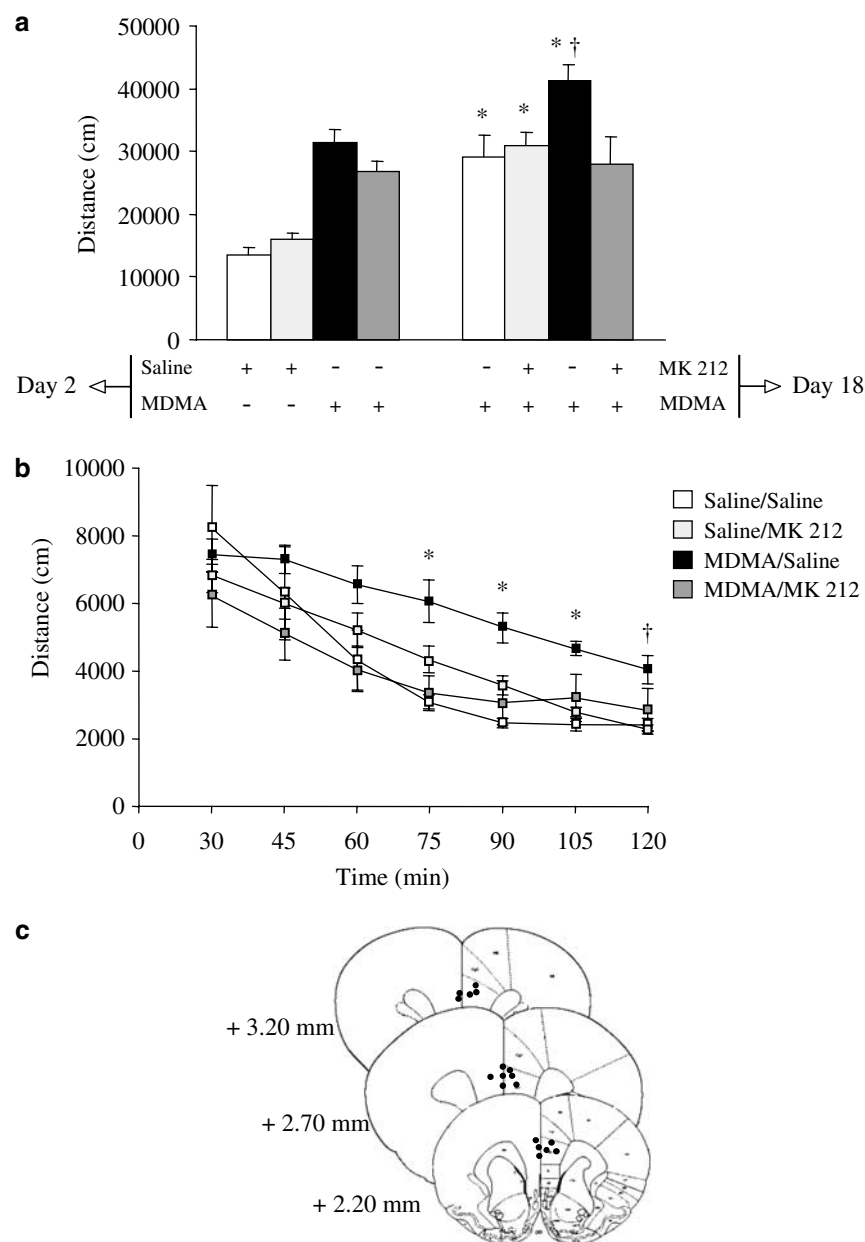 a
50000
40000
30000
20000
10000
0
Distance (cm)
* * * †
Saline + + - - - + - + MK 212
Day 2 Day 18
MDMA - - + + + + + + MDMA
b
10000
8000
6000
4000
2000
0
Distance (cm)
* * * †
0 30 45 60 75 90 105 120
Time (min)
Saline/Saline
Saline/MK 212
MDMA/Saline
MDMA/MK 212
c
+ 3.20 mm
+ 2.70 mm
+ 2.20 mm